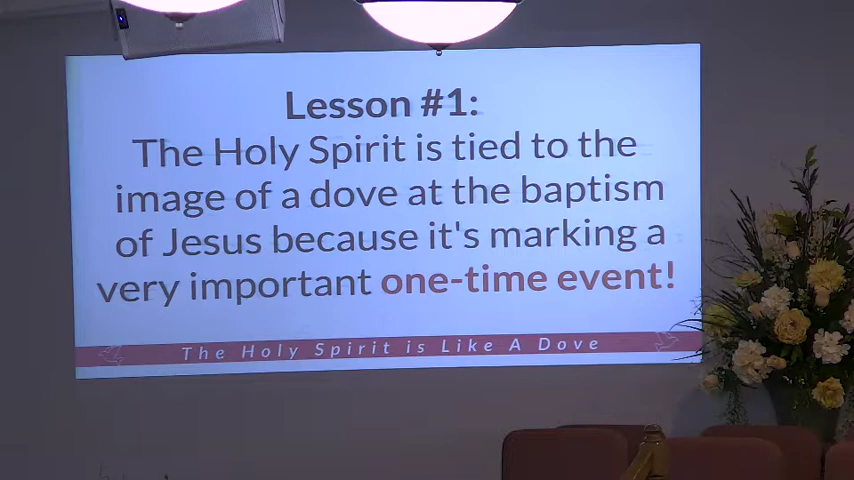 Lesson #1:
The Holy Spirit is tied to the
image of a dove at the baptism
of Jesus because it's marking a
very important one-time event!
The Holy Spirit is Like A Dove